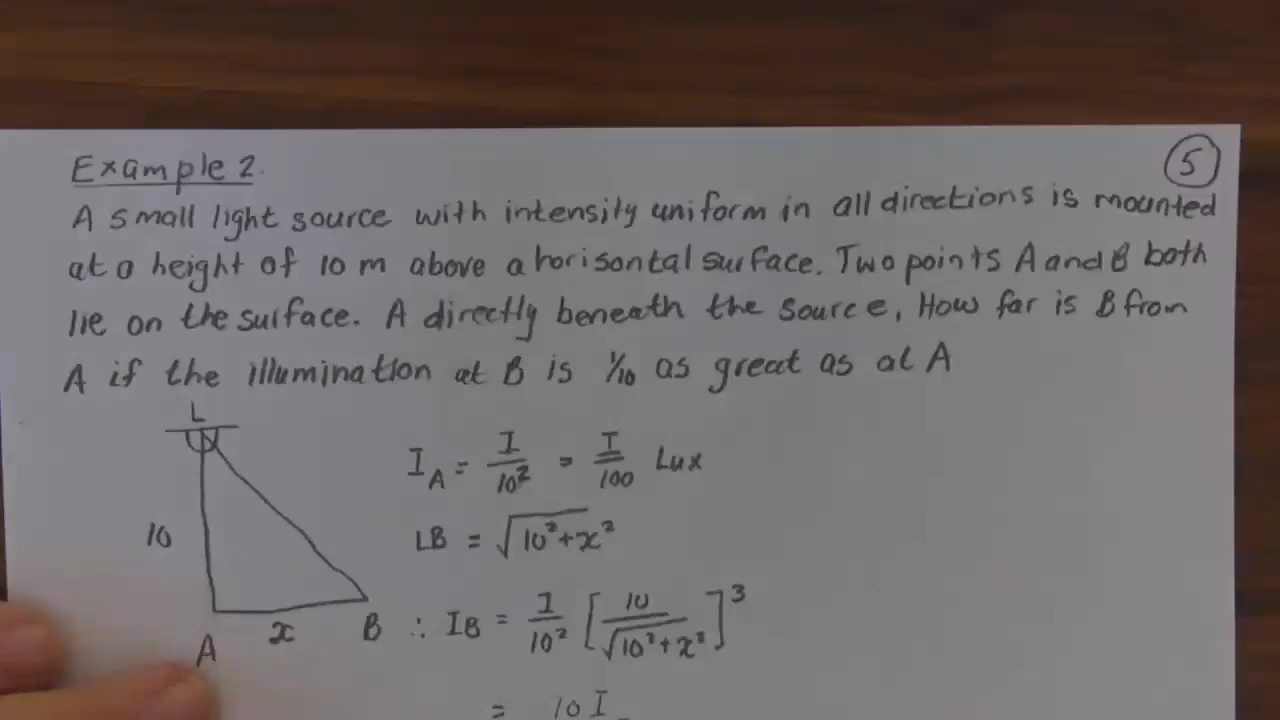 5
Example 2.
A small light source with intensity uniform in all directions is mounted
at a height of 10 m above a horisontal surface. Two points A and B both
lie on the surface. A directly beneath the source. How far is B from
A if the illumination at B is 1/10 as great as at A
L
10
A
x
B
I_A = I/10² = I/100 Lux
LB = √(10²+x²)
∴ I_B = I/10² [10/√(10²+x²)]³
= 10I